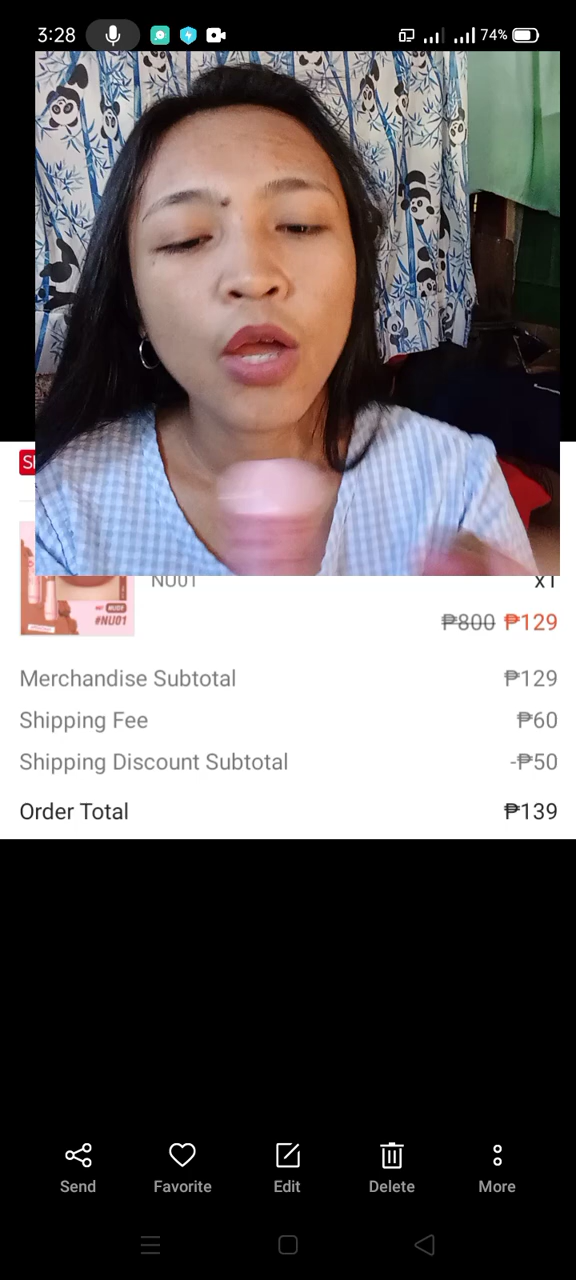 3:28
74%
NU01
x1
#NU01
₱800 ₱129
Merchandise Subtotal ₱129
Shipping Fee ₱60
Shipping Discount Subtotal -₱50
Order Total ₱139
Send Favorite Edit Delete More